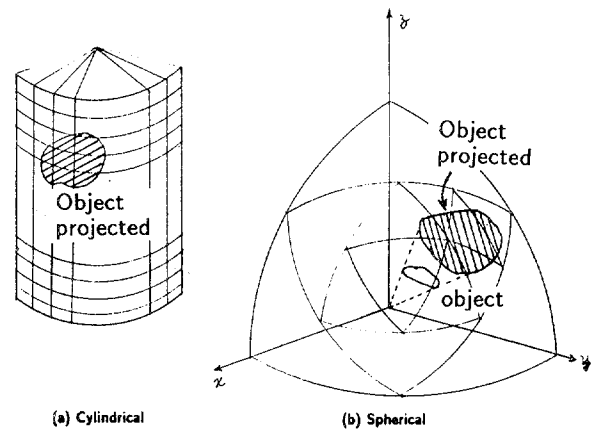 Object
projected
(a) Cylindrical
z
Object
projected
object
x
y
(b) Spherical